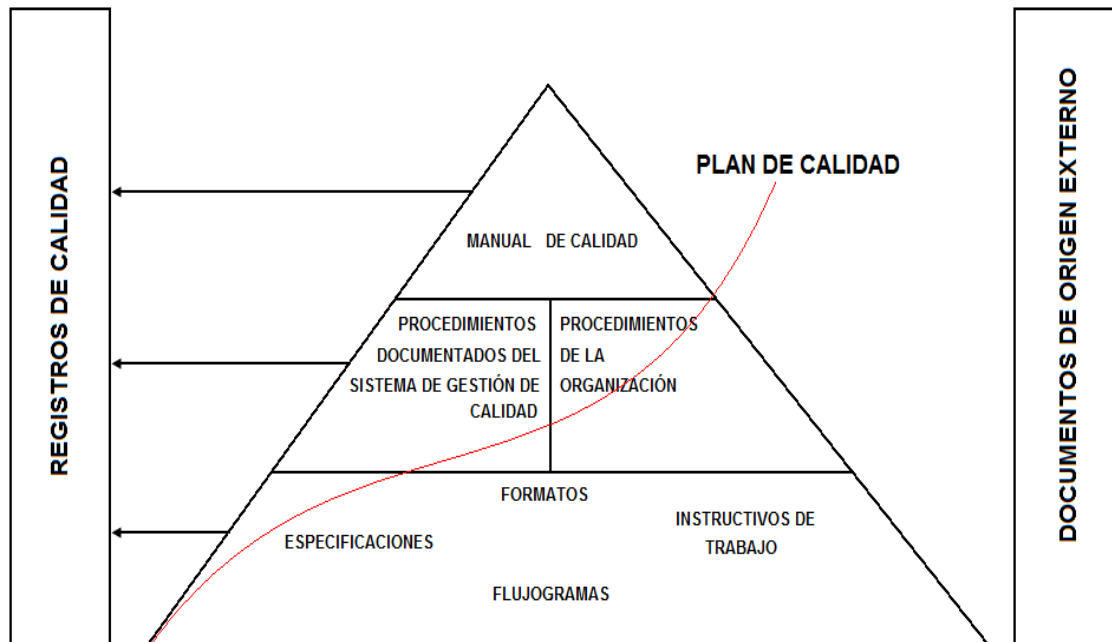 REGISTROS DE CALIDAD
PLAN DE CALIDAD
MANUAL DE CALIDAD
PROCEDIMIENTOS
DOCUMENTADOS DEL
SISTEMA DE GESTIÓN DE
CALIDAD
PROCEDIMIENTOS
DE LA
ORGANIZACIÓN
FORMATOS
ESPECIFICACIONES
INSTRUCTIVOS DE
TRABAJO
FLUJOGRAMAS
DOCUMENTOS DE ORIGEN EXTERNO